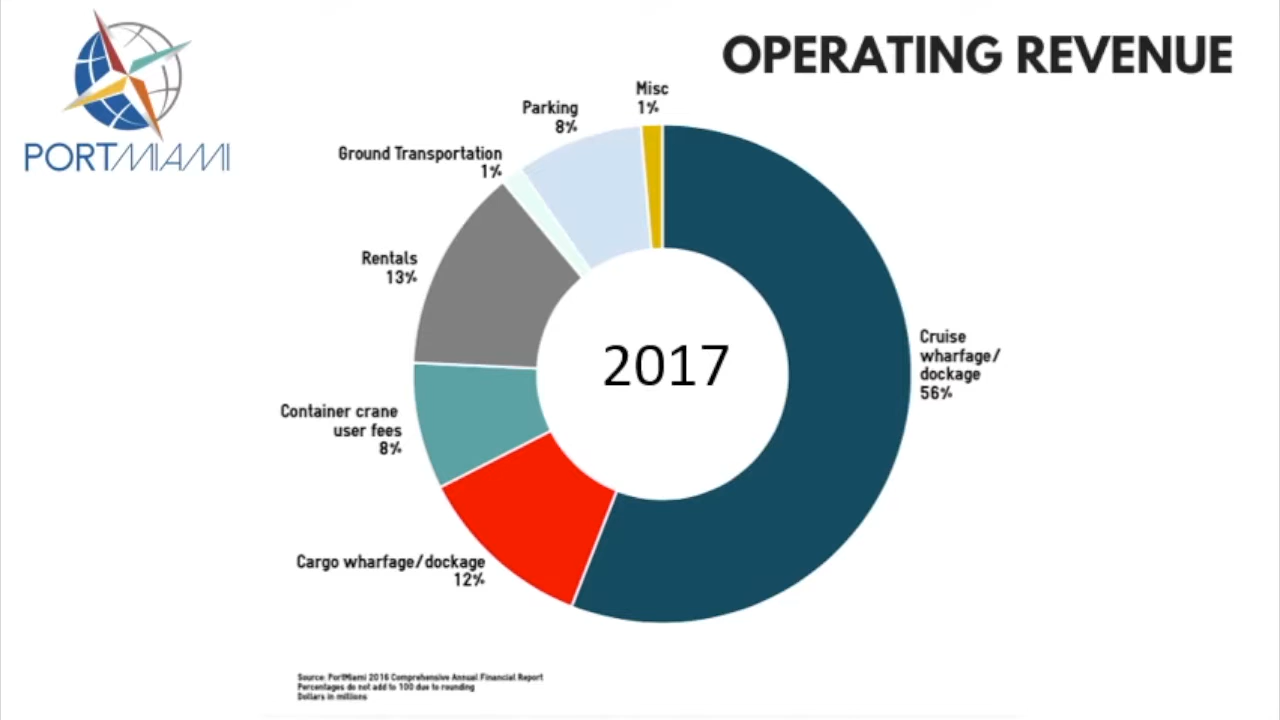 PORTMIAMI
OPERATING REVENUE
Misc
1%
Parking
8%
Ground Transportation
1%
Rentals
13%
Container crane
user fees
8%
Cargo wharfage/dockage
12%
Cruise
wharfage/
dockage
56%
2017
Source: PortMiami 2016 Comprehensive Annual Financial Report
Percentages do not add to 100 due to rounding
Dollars in millions